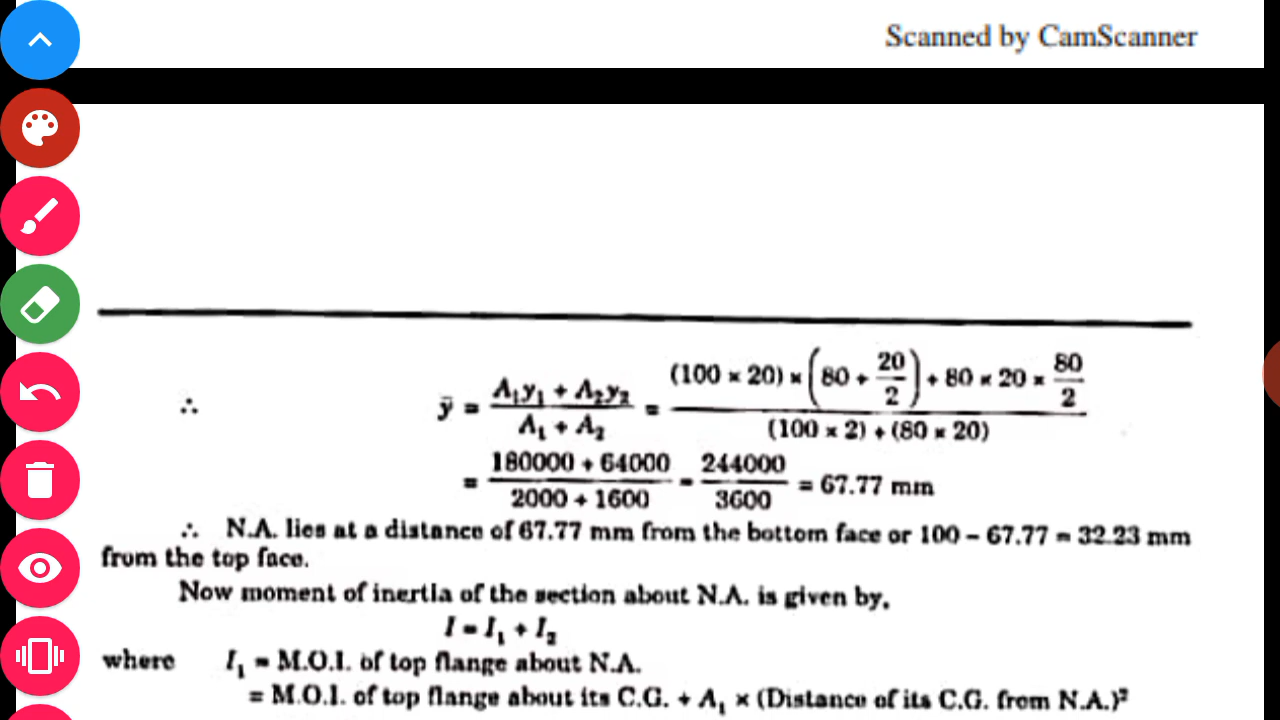 Scanned by CamScanner
∴ ȳ = (A₁y₁ + A₂y₂) / (A₁ + A₂) = ((100 × 20) × (80 + 20/2) + 80 × 20 × 80/2) / ((100 × 2) + (80 × 20))
= (180000 + 64000) / (2000 + 1600) = 244000 / 3600 = 67.77 mm
∴ N.A. lies at a distance of 67.77 mm from the bottom face or 100 – 67.77 = 32.23 mm
from the top face.
Now moment of inertia of the section about N.A. is given by,
I = I₁ + I₂
where I₁ = M.O.I. of top flange about N.A.
= M.O.I. of top flange about its C.G. + A₁ × (Distance of its C.G. from N.A.)²